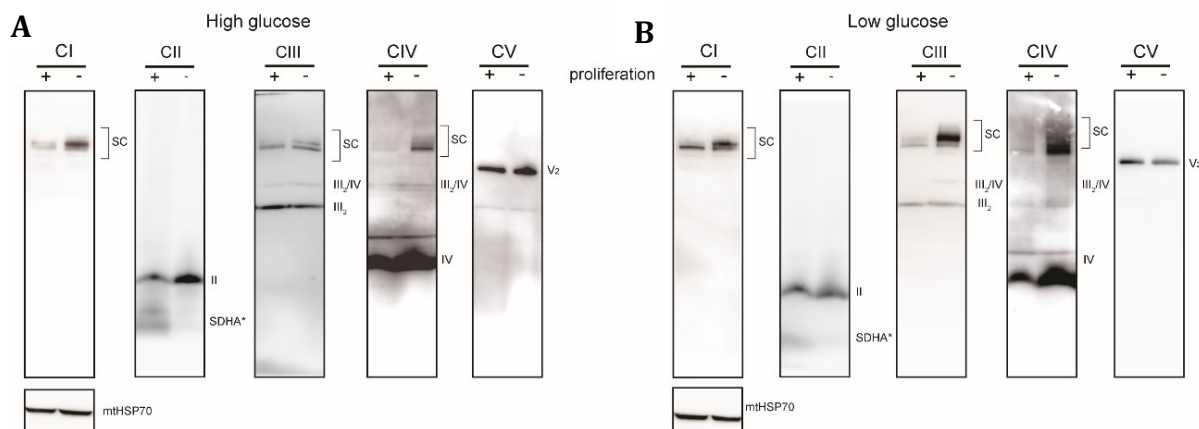 A
High glucose
CI CII CIII CIV CV
+ - + - + - + - + -
SC
SC
SC
III2/IV
III2/IV
V2
III2
II
IV
SDHA*
mtHSP70
proliferation
B
Low glucose
CI CII CIII CIV CV
+ - + - + - + - + -
SC
SC
SC
III2/IV
III2/IV
V2
III2
II
IV
SDHA*
mtHSP70